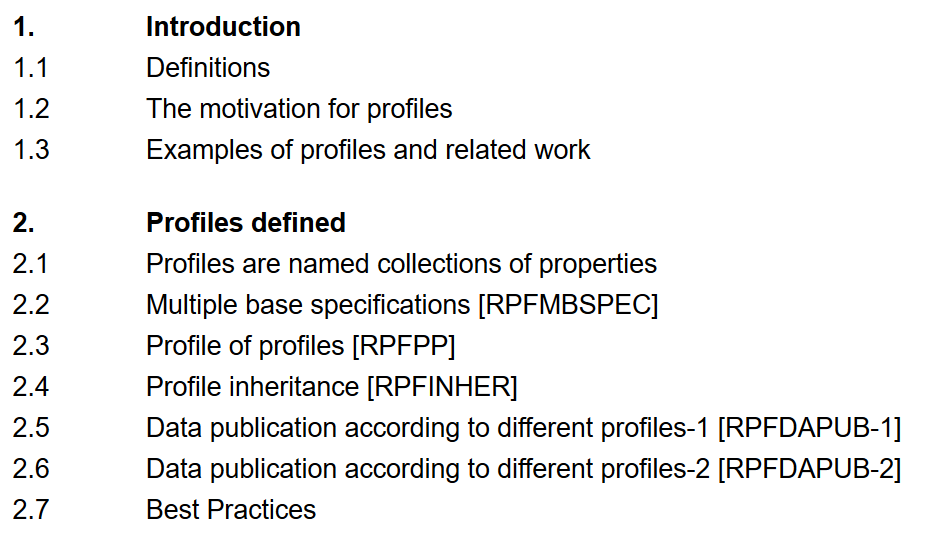 1. Introduction
1.1 Definitions
1.2 The motivation for profiles
1.3 Examples of profiles and related work
2. Profiles defined
2.1 Profiles are named collections of properties
2.2 Multiple base specifications [RPFMBSPEC]
2.3 Profile of profiles [RPFPP]
2.4 Profile inheritance [RPFINHER]
2.5 Data publication according to different profiles-1 [RPFDAPUB-1]
2.6 Data publication according to different profiles-2 [RPFDAPUB-2]
2.7 Best Practices